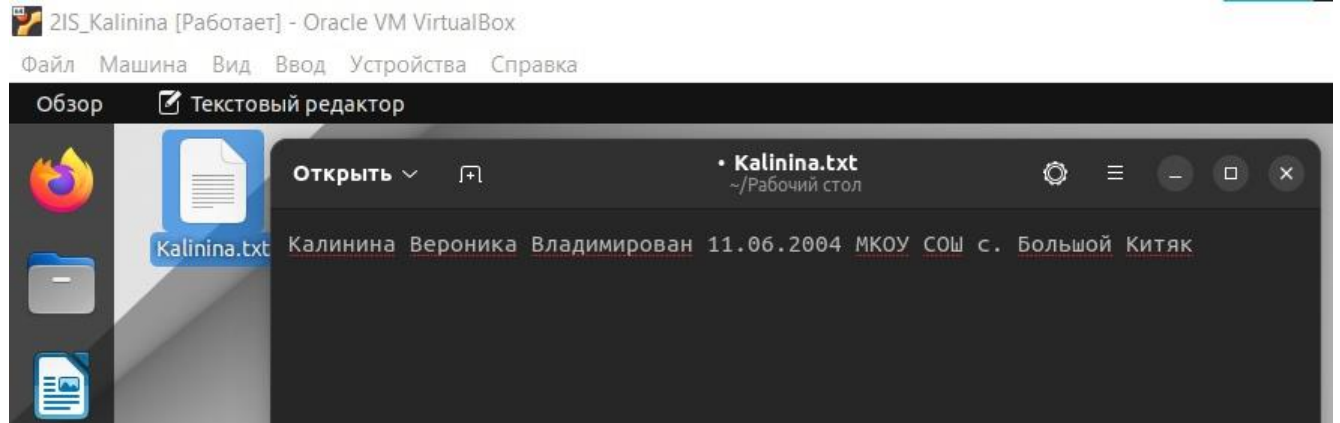 2IS_Kalinina [Работает] - Oracle VM VirtualBox
Файл Машина Вид Ввод Устройства Справка
Обзор Текстовый редактор
Открыть • Kalinina.txt
~/Рабочий стол
Kalinina.txt
Калинина Вероника Владимирован 11.06.2004 МКОУ СОШ с. Большой Китяк